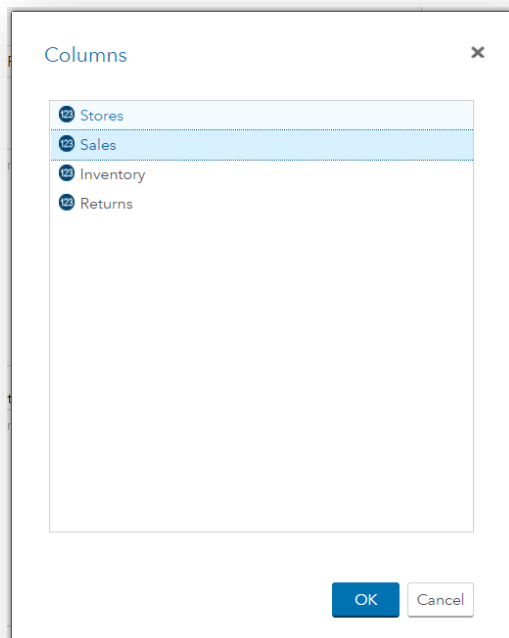 Columns
123 Stores
123 Sales
123 Inventory
123 Returns
OK Cancel